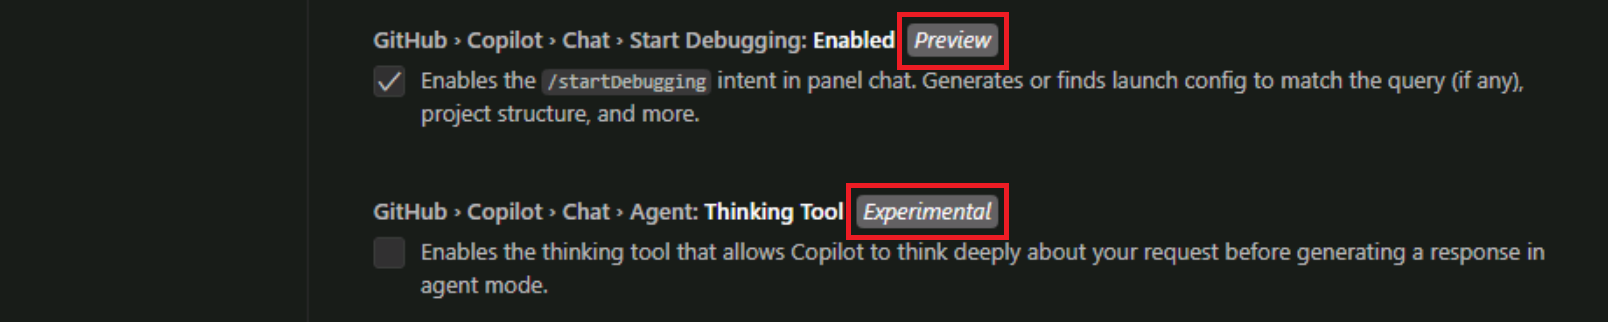 GitHub › Copilot › Chat › Start Debugging: Enabled Preview
Enables the /startDebugging intent in panel chat. Generates or finds launch config to match the query (if any),
project structure, and more.
GitHub › Copilot › Chat › Agent: Thinking Tool Experimental
Enables the thinking tool that allows Copilot to think deeply about your request before generating a response in
agent mode.